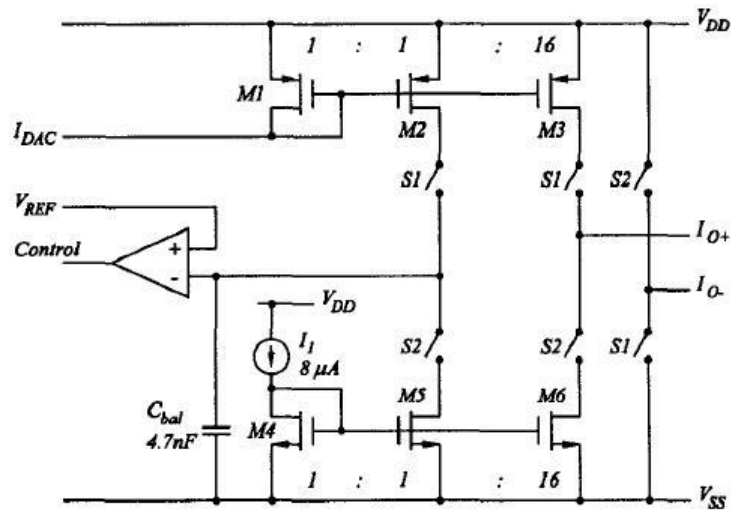 1 : 1 : 16
V_DD
M1
M2
M3
I_DAC
S1
S1
S2
V_REF
Control
+
-
I_O+
I_O-
V_DD
I_1
8 μA
S2
S2
S1
C_bal
4.7nF
M4
M5
M6
1 : 1 : 16
V_SS